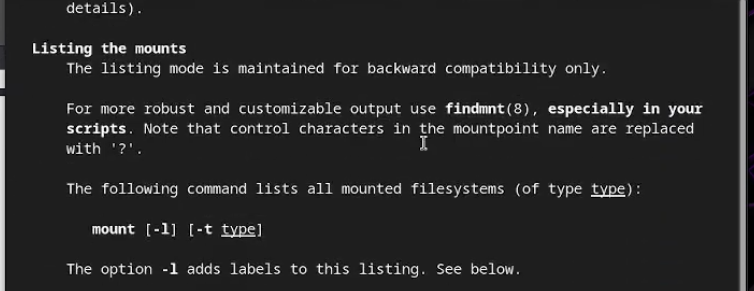 details).
Listing the mounts
The listing mode is maintained for backward compatibility only.
For more robust and customizable output use findmnt(8), especially in your
scripts. Note that control characters in the mountpoint name are replaced
with '?'.
The following command lists all mounted filesystems (of type type):
mount [-l] [-t type]
The option -l adds labels to this listing. See below.